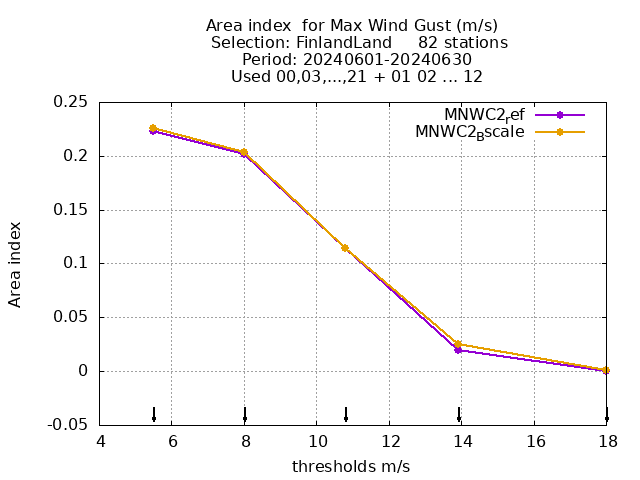 Area index  for Max Wind Gust (m/s)
Selection: FinlandLand     82 stations
Period: 20240601-20240630
Used 00,03,...,21 + 01 02 ... 12
MNWC2ref
MNWC2Bscale
0.25
0.2
0.15
0.1
0.05
0
-0.05
Area index
4 6 8 10 12 14 16 18
thresholds m/s